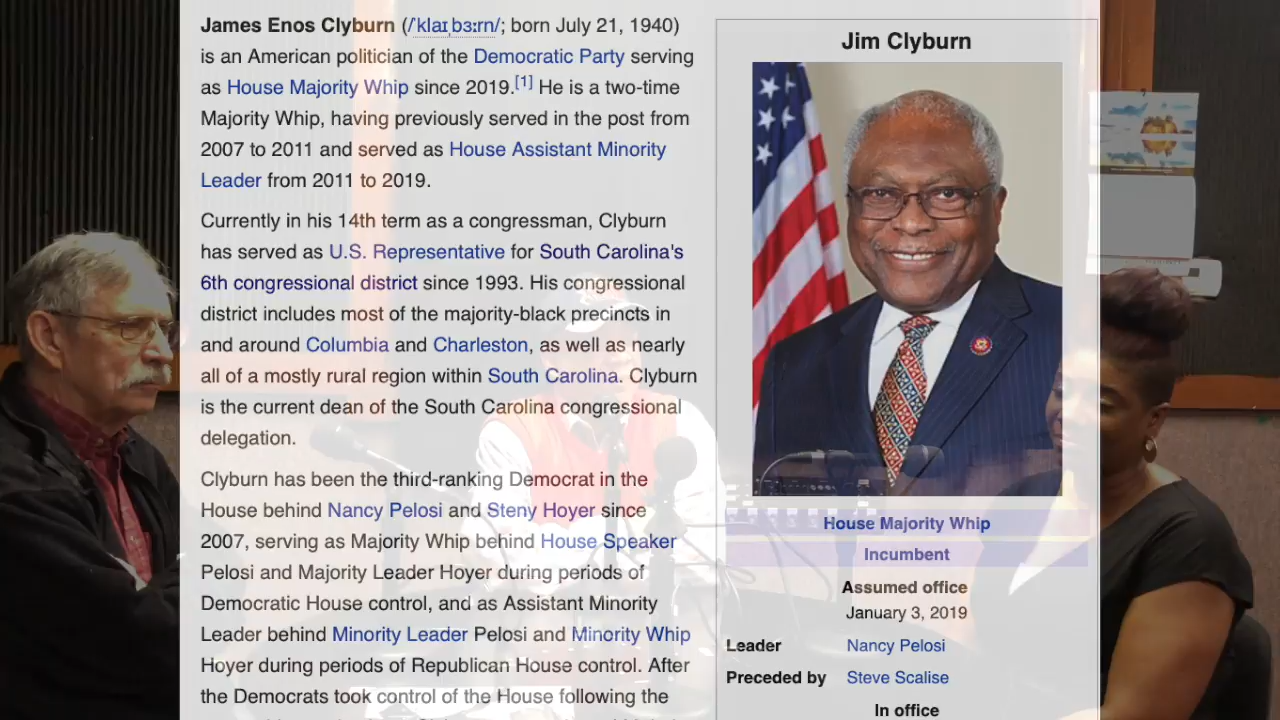 James Enos Clyburn (/ˈklaɪbɜːrn/; born July 21, 1940)
is an American politician of the Democratic Party serving
as House Majority Whip since 2019.[1] He is a two-time
Majority Whip, having previously served in the post from
2007 to 2011 and served as House Assistant Minority
Leader from 2011 to 2019.
Currently in his 14th term as a congressman, Clyburn
has served as U.S. Representative for South Carolina's
6th congressional district since 1993. His congressional
district includes most of the majority-black precincts in
and around Columbia and Charleston, as well as nearly
all of a mostly rural region within South Carolina. Clyburn
is the current dean of the South Carolina congressional
delegation.
Clyburn has been the third-ranking Democrat in the
House behind Nancy Pelosi and Steny Hoyer since
2007, serving as Majority Whip behind House Speaker
Pelosi and Majority Leader Hoyer during periods of
Democratic House control, and as Assistant Minority
Leader behind Minority Leader Pelosi and Minority Whip
Hoyer during periods of Republican House control. After
the Democrats took control of the House following the
Jim Clyburn
House Majority Whip
Incumbent
Assumed office
January 3, 2019
Leader Nancy Pelosi
Preceded by Steve Scalise
In office